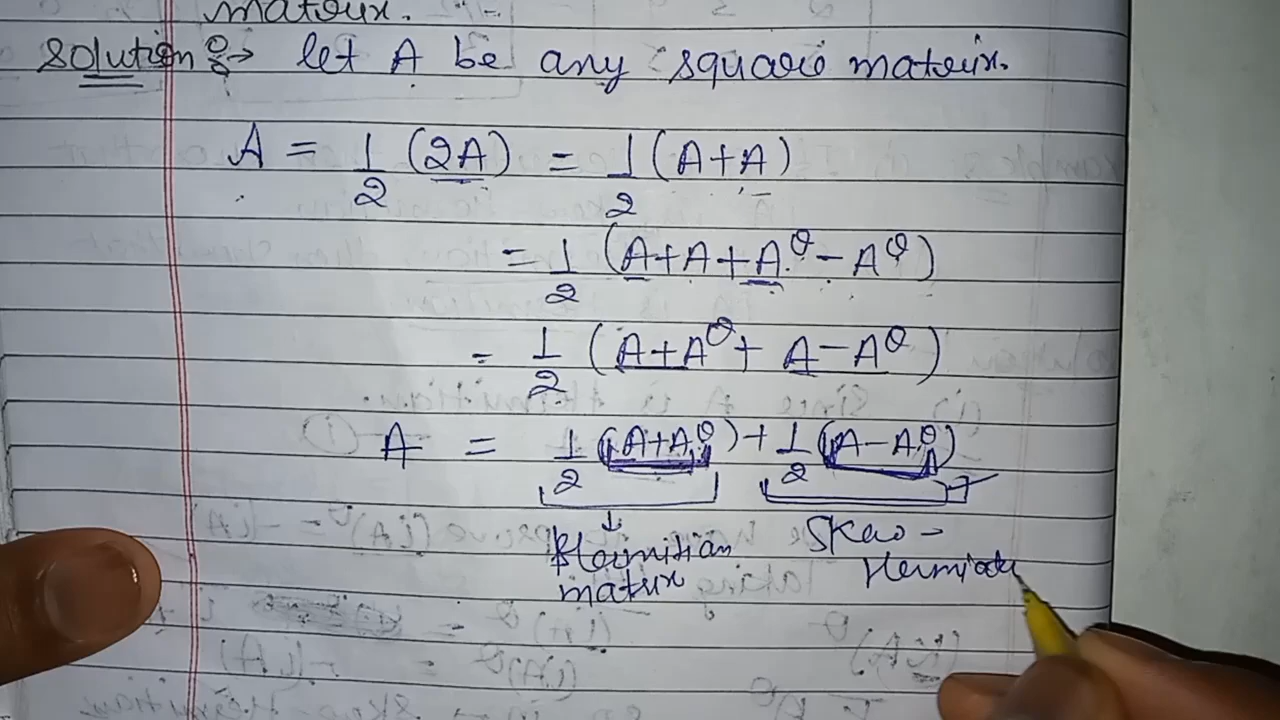 matrix.
Solution :→ let A be any square matrix.
A = 1/2 (2A) = 1/2 (A+A)
= 1/2 (A+A+A^θ-A^θ)
= 1/2 (A+A^θ+ A-A^θ)
A = 1/2 (A+A^θ)+1/2 (A-A^θ)
↓
Hermitian Skew-
matrix